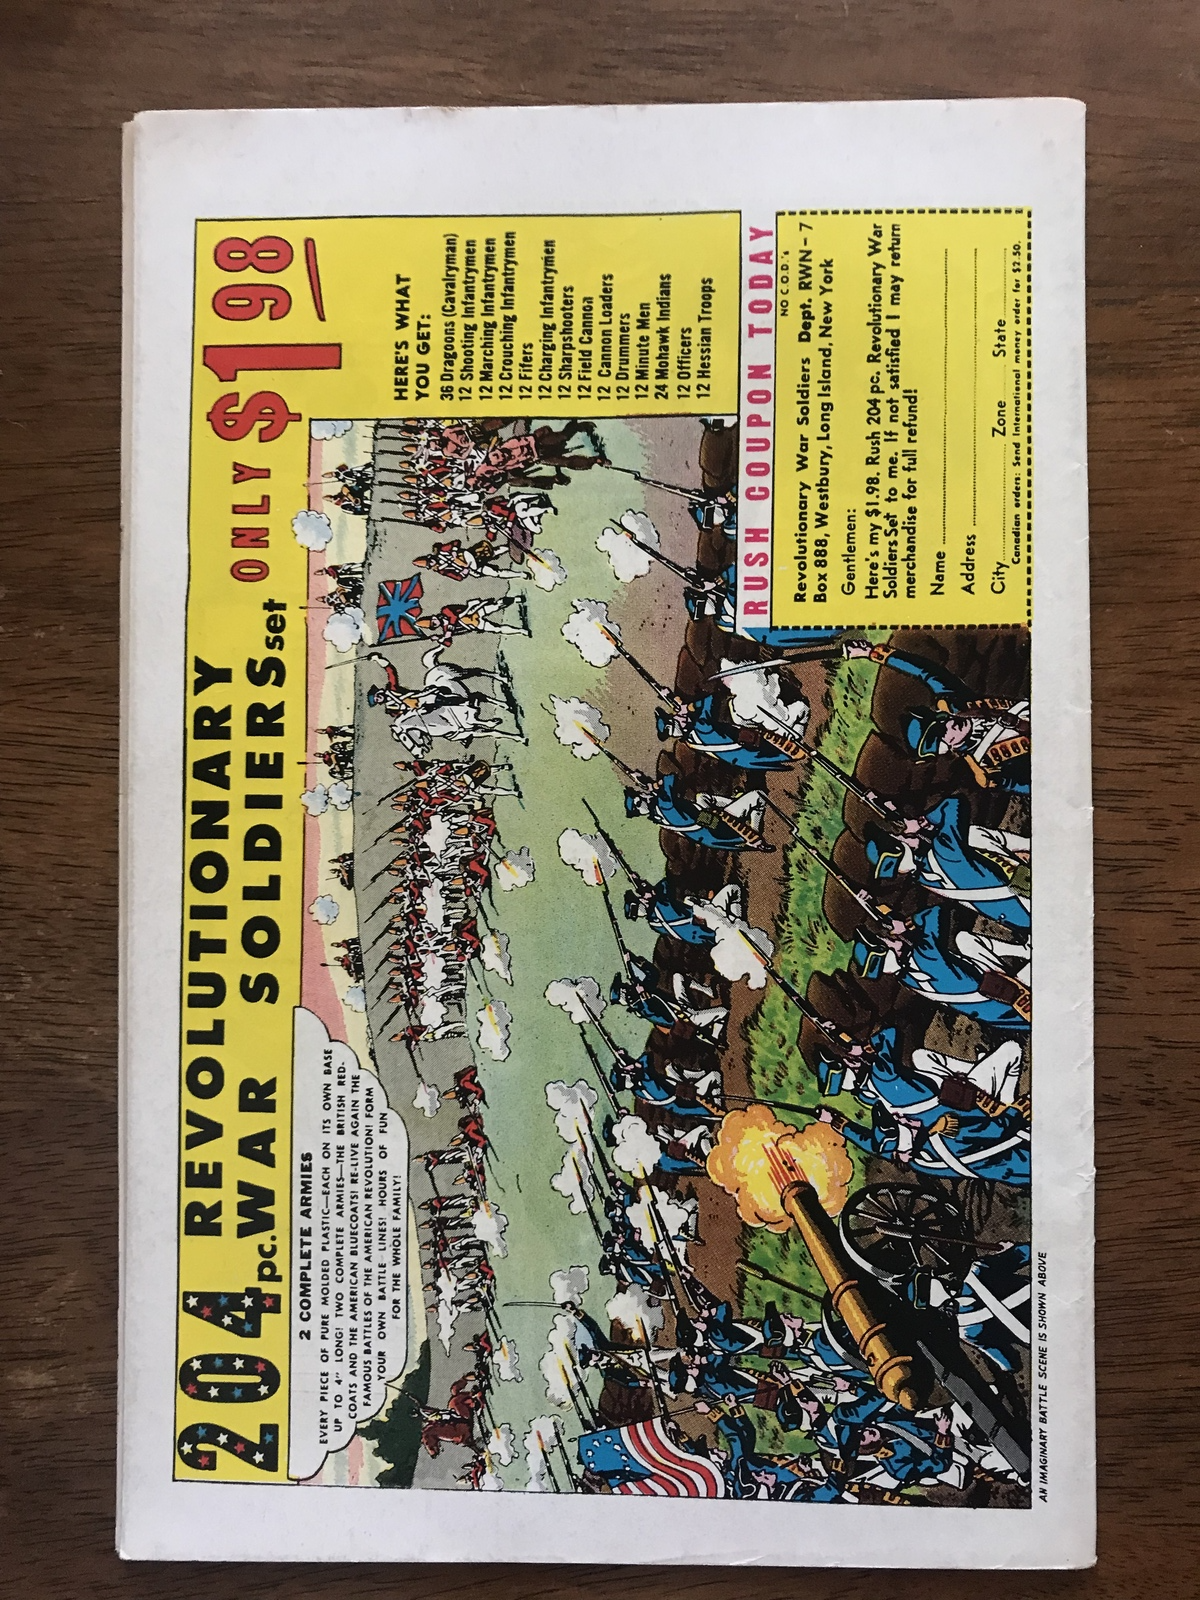 204 REVOLUTIONARY
pc. WAR SOLDIERS set
ONLY $1 98
2 COMPLETE ARMIES
EVERY PIECE OF PURE MOLDED PLASTIC—EACH ON ITS OWN BASE
UP TO 4" LONG! TWO COMPLETE ARMIES—THE BRITISH RED-
COATS AND THE AMERICAN BLUECOATS! RE-LIVE AGAIN THE
FAMOUS BATTLES OF THE AMERICAN REVOLUTION! FORM
YOUR OWN BATTLE-LINES! HOURS OF FUN
FOR THE WHOLE FAMILY!
HERE'S WHAT
YOU GET:
36 Dragoons (Cavalryman)
12 Shooting Infantrymen
12 Marching Infantrymen
12 Crouching Infantrymen
12 Fifers
12 Charging Infantrymen
12 Sharpshooters
12 Field Cannon
12 Cannon Loaders
12 Drummers
12 Minute Men
24 Mohawk Indians
12 Officers
12 Hessian Troops
RUSH COUPON TODAY
NO C.O.D.'s
Revolutionary War Soldiers Dept. RWN-7
Box 888, Westbury, Long Island, New York
Gentlemen:
Here's my $1.98. Rush 204 pc. Revolutionary War
Soldiers Set to me. If not satisfied I may return
merchandise for full refund!
Name
Address
City Zone State
Canadian orders: Send International money order for $2.50.
AN IMAGINARY BATTLE SCENE IS SHOWN ABOVE